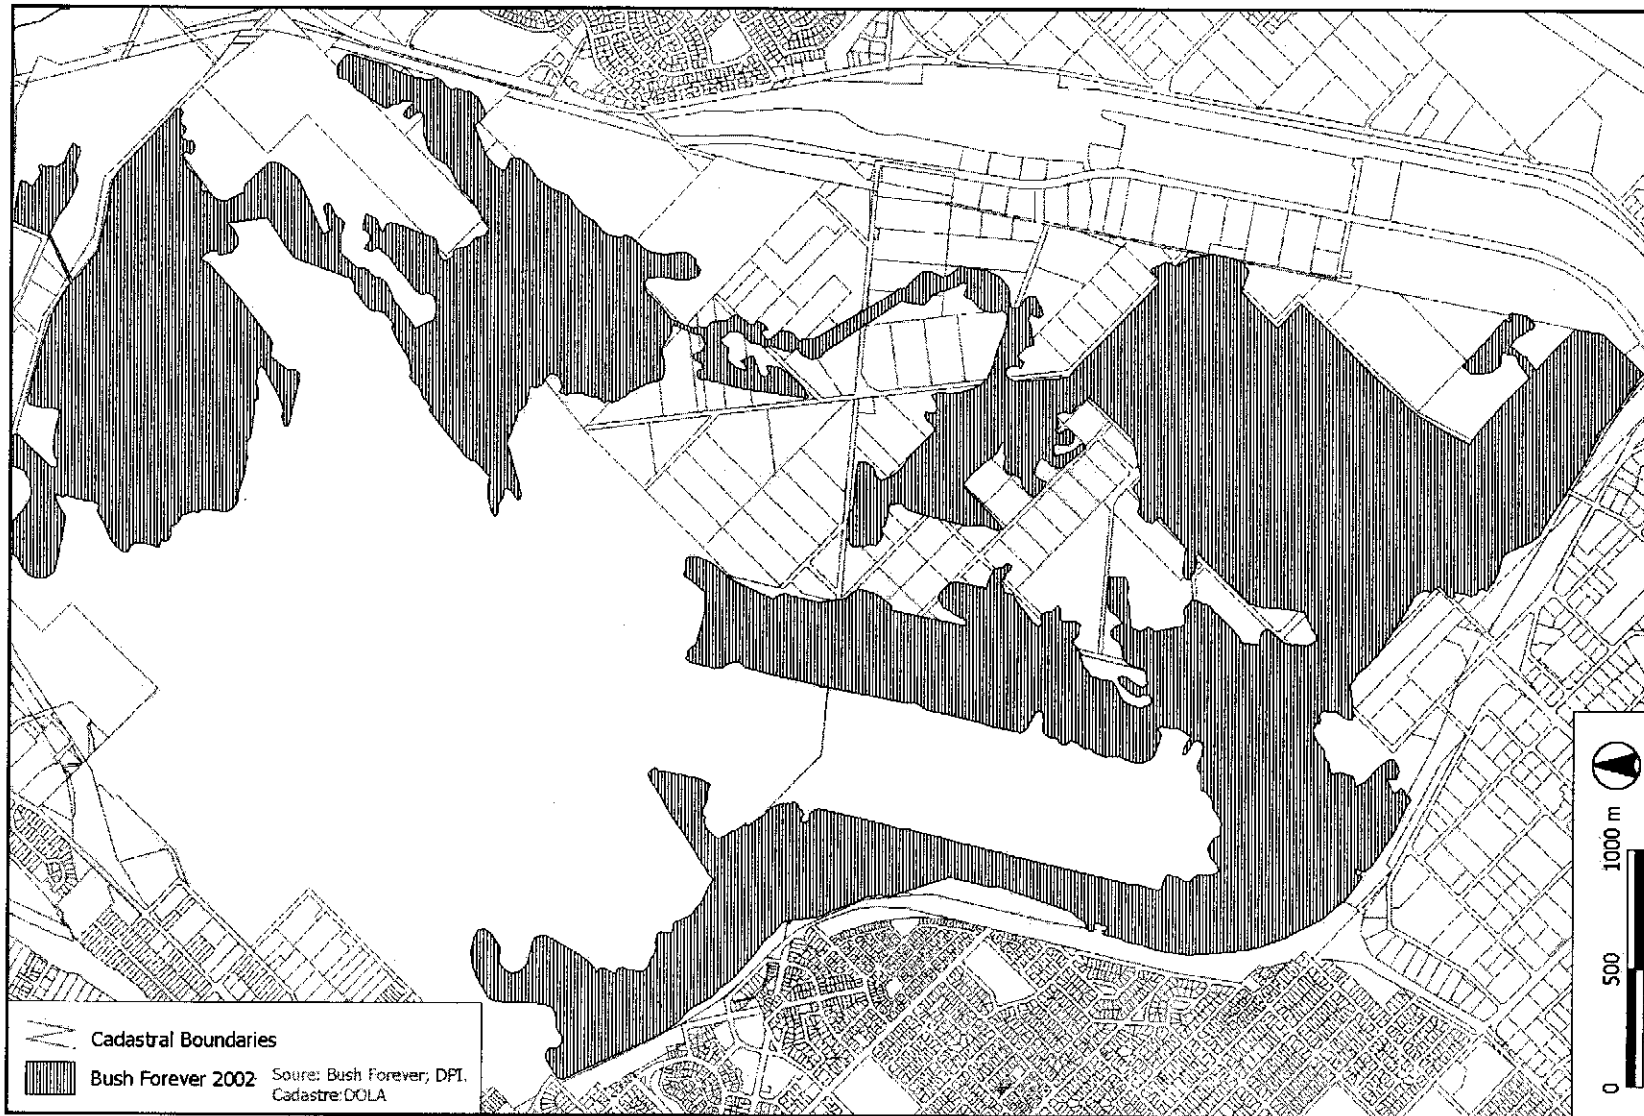 Cadastral Boundaries
Bush Forever 2002
Soure: Bush Forever; DPI.
Cadastre:DOLA
0 500 1000 m